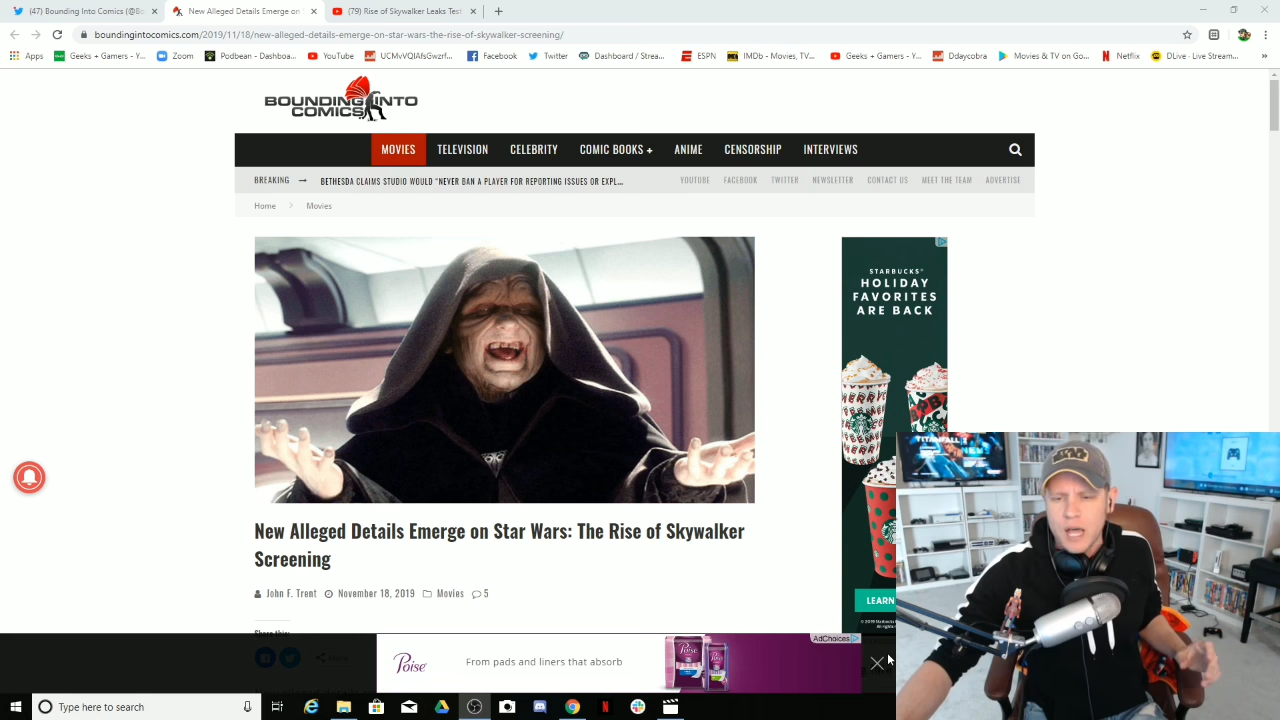 (47) Bounding Into Comics (@Bo
New Alleged Details Emerge on
(79) Rise of Skywalker Leaks Test
boundingintocomics.com/2019/11/18/new-alleged-details-emerge-on-star-wars-the-rise-of-skywalker-screening/
Apps
Geeks + Gamers - Y...
Zoom
Podbean - Dashboa...
YouTube
UCMvVQIAfsGwzrf...
Facebook
Twitter
Dashboard / Strea...
ESPN
IMDb - Movies, TV...
Geeks + Gamers - Y...
Ddaycobra
Movies & TV on Go...
Netflix
DLive · Live Stream...
BOUNDING INTO
COMICS
MOVIES TELEVISION CELEBRITY COMIC BOOKS + ANIME CENSORSHIP INTERVIEWS
BREAKING → BETHESDA CLAIMS STUDIO WOULD "NEVER BAN A PLAYER FOR REPORTING ISSUES OR EXPL...
YOUTUBE FACEBOOK TWITTER NEWSLETTER CONTACT US MEET THE TEAM ADVERTISE
Home > Movies
STARBUCKS®
HOLIDAY
FAVORITES
ARE BACK
LEARN
New Alleged Details Emerge on Star Wars: The Rise of Skywalker
Screening
John F. Trent November 18, 2019 Movies 5
Share this:
Poise
From pads and liners that absorb
AdChoices
TITANFALL 2
Type here to search